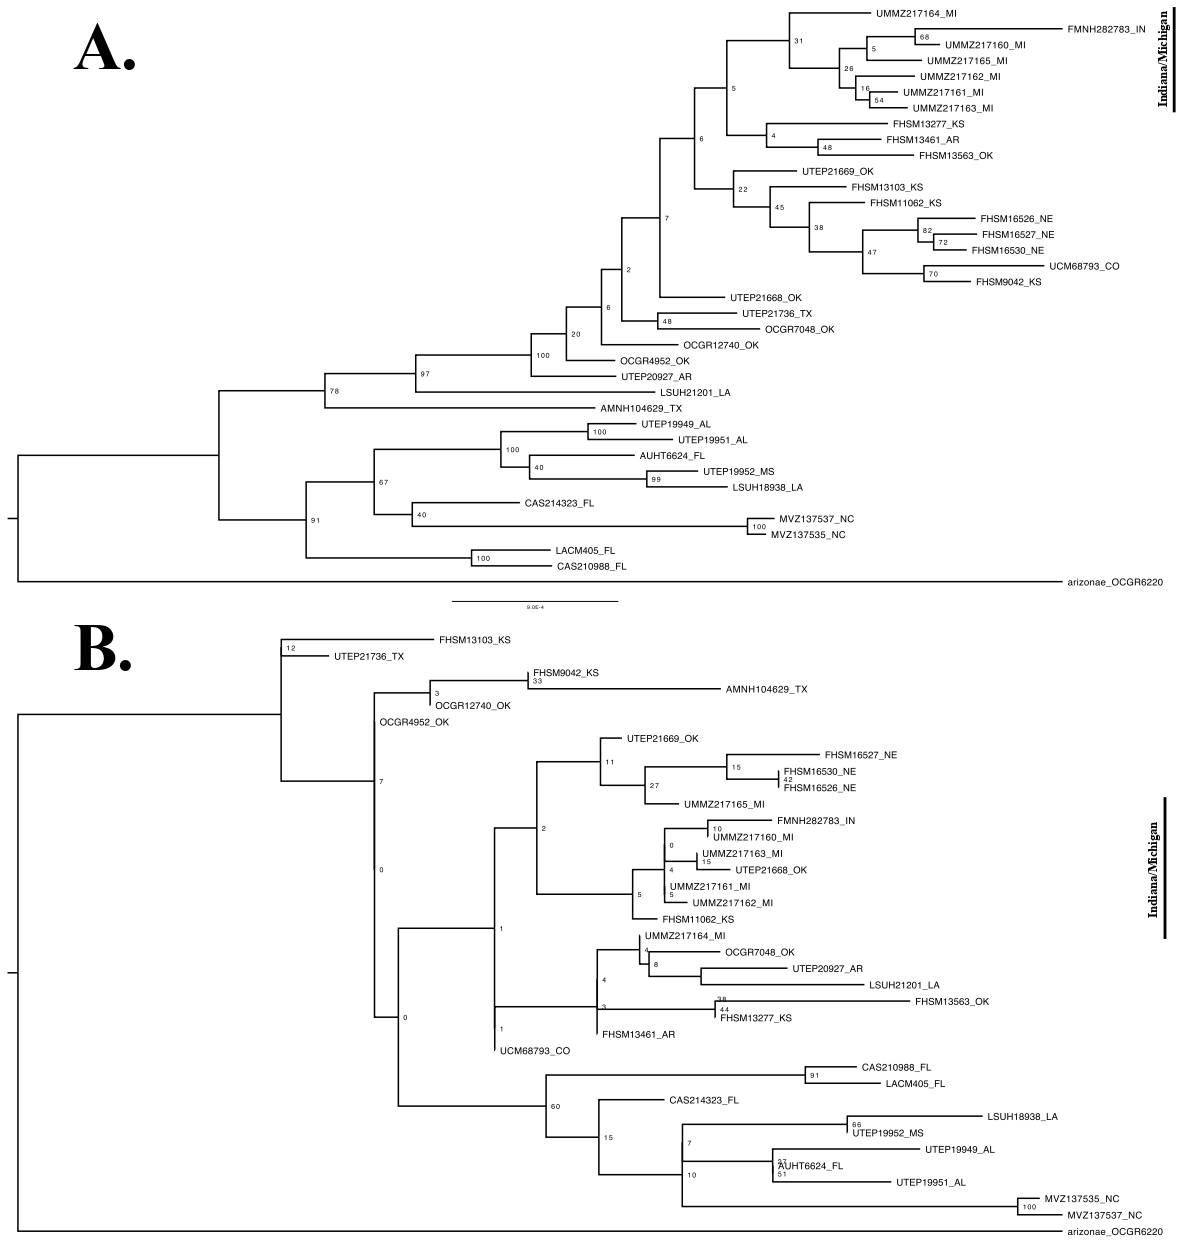 A.
UMMZ217164_MI
31
FMNH282783_IN
68
UMMZ217160_MI
5
UMMZ217165_MI
26
UMMZ217162_MI
16
UMMZ217161_MI
54
UMMZ217163_MI
Indiana/Michigan
5
FHSM13277_KS
4
FHSM13461_AR
48
FHSM13563_OK
6
UTEP21669_OK
22
FHSM13103_KS
45
FHSM11062_KS
38
FHSM16526_NE
82
FHSM16527_NE
72
FHSM16530_NE
47
UCM68793_CO
70
FHSM9042_KS
7
UTEP21668_OK
2
UTEP21736_TX
48
OCGR7048_OK
6
OCGR12740_OK
20
OCGR4952_OK
100
UTEP20927_AR
97
LSUH21201_LA
78
AMNH104629_TX
UTEP19949_AL
100
UTEP19951_AL
100
AUHT6624_FL
40
UTEP19952_MS
99
LSUH18938_LA
67
CAS214323_FL
40
MVZ137537_NC
100
MVZ137535_NC
91
LACM405_FL
100
CAS210988_FL
arizonae_OCGR6220
9.0E-4
B.
FHSM13103_KS
12
UTEP21736_TX
FHSM9042_KS
33
AMNH104629_TX
3
OCGR12740_OK
OCGR4952_OK
7
UTEP21669_OK
11
FHSM16527_NE
15
FHSM16530_NE
42
FHSM16526_NE
27
UMMZ217165_MI
2
FMNH282783_IN
10
UMMZ217160_MI
0
UMMZ217163_MI
15
UTEP21668_OK
4
UMMZ217161_MI
5
UMMZ217162_MI
5
FHSM11062_KS
Indiana/Michigan
0
1
UMMZ217164_MI
4
OCGR7048_OK
8
UTEP20927_AR
LSUH21201_LA
4
38
FHSM13563_OK
44
FHSM13277_KS
3
FHSM13461_AR
1
UCM68793_CO
0
CAS210988_FL
91
LACM405_FL
60
CAS214323_FL
15
LSUH18938_LA
66
UTEP19952_MS
7
UTEP19949_AL
27
AUHT6624_FL
51
UTEP19951_AL
10
MVZ137535_NC
100
MVZ137537_NC
arizonae_OCGR6220